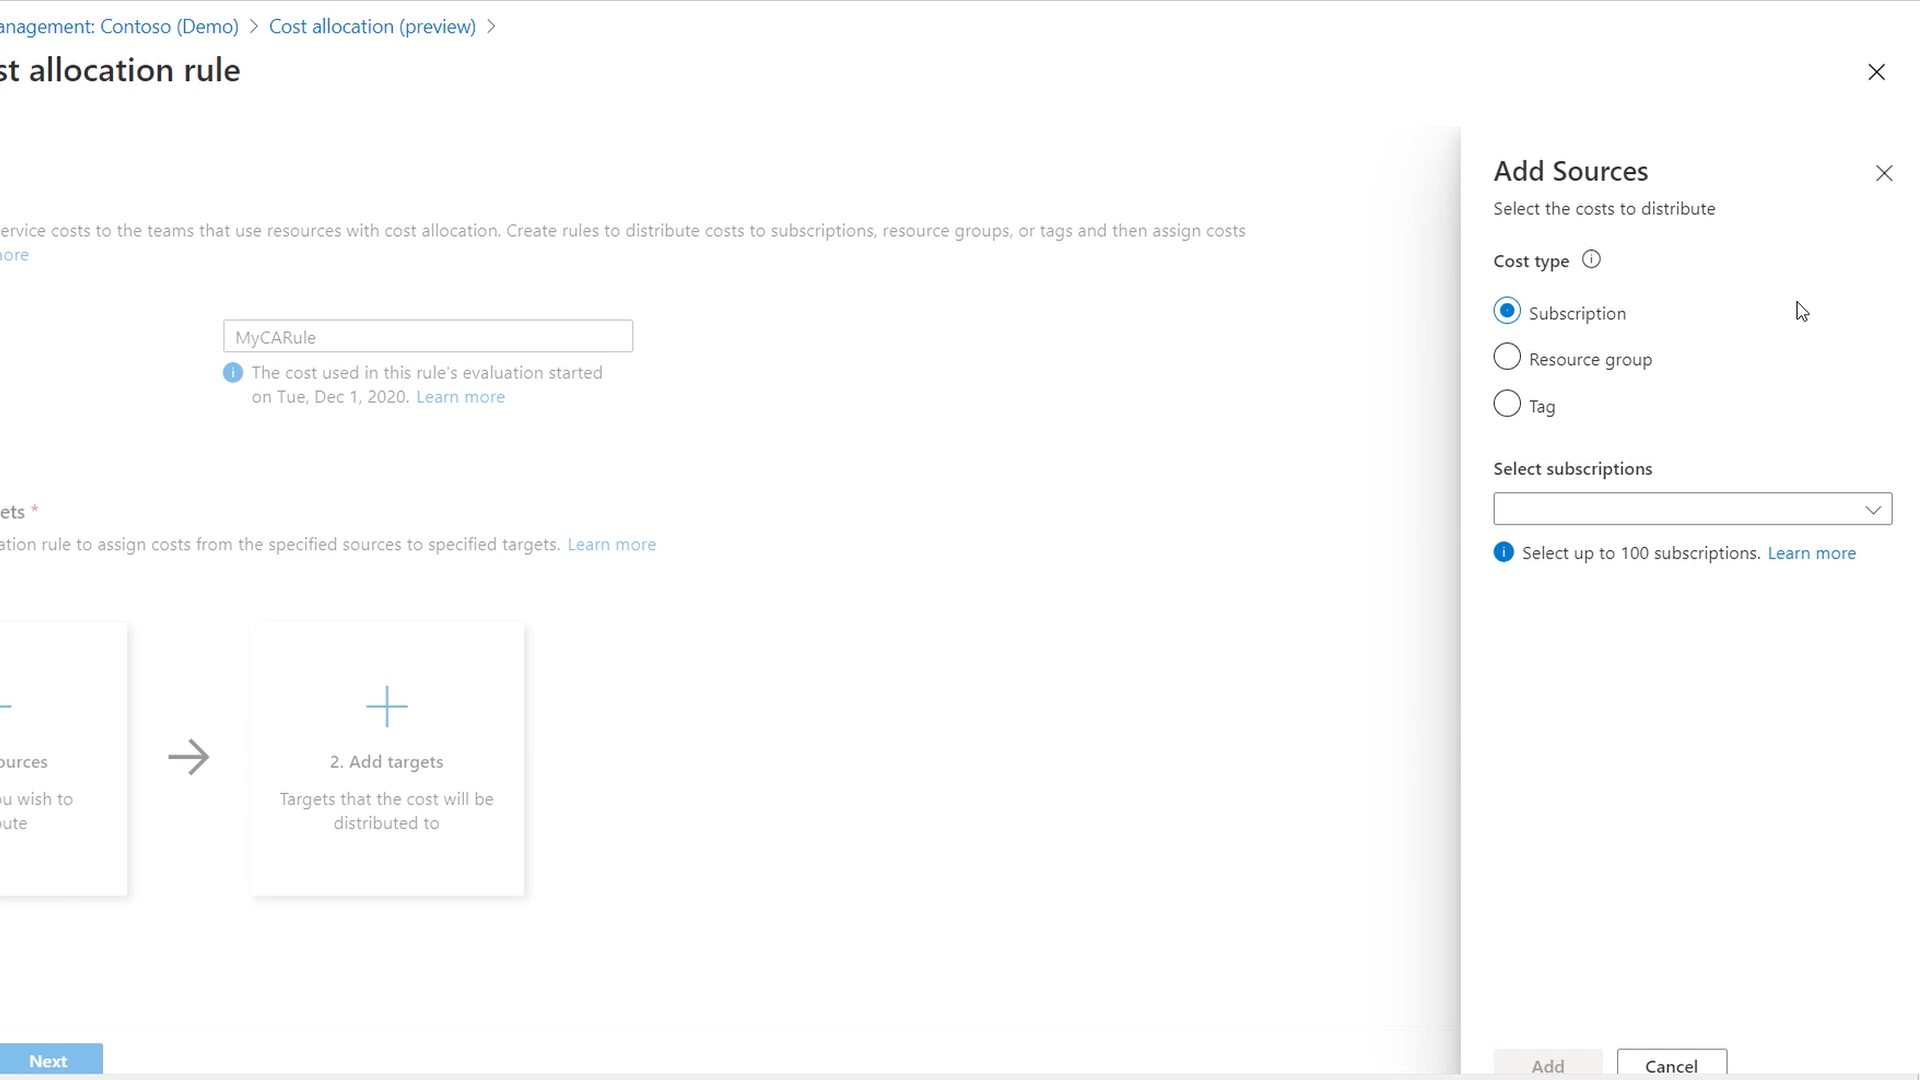 anagement: Contoso (Demo) > Cost allocation (preview) >
st allocation rule
Add Sources
Select the costs to distribute
Cost type
Subscription
Resource group
Tag
Select subscriptions
Select up to 100 subscriptions. Learn more
Add Cancel
ervice costs to the teams that use resources with cost allocation. Create rules to distribute costs to subscriptions, resource groups, or tags and then assign costs
ore
MyCARule
The cost used in this rule's evaluation started
on Tue, Dec 1, 2020. Learn more
ets *
ation rule to assign costs from the specified sources to specified targets. Learn more
ources
u wish to
ute
2. Add targets
Targets that the cost will be
distributed to
Next